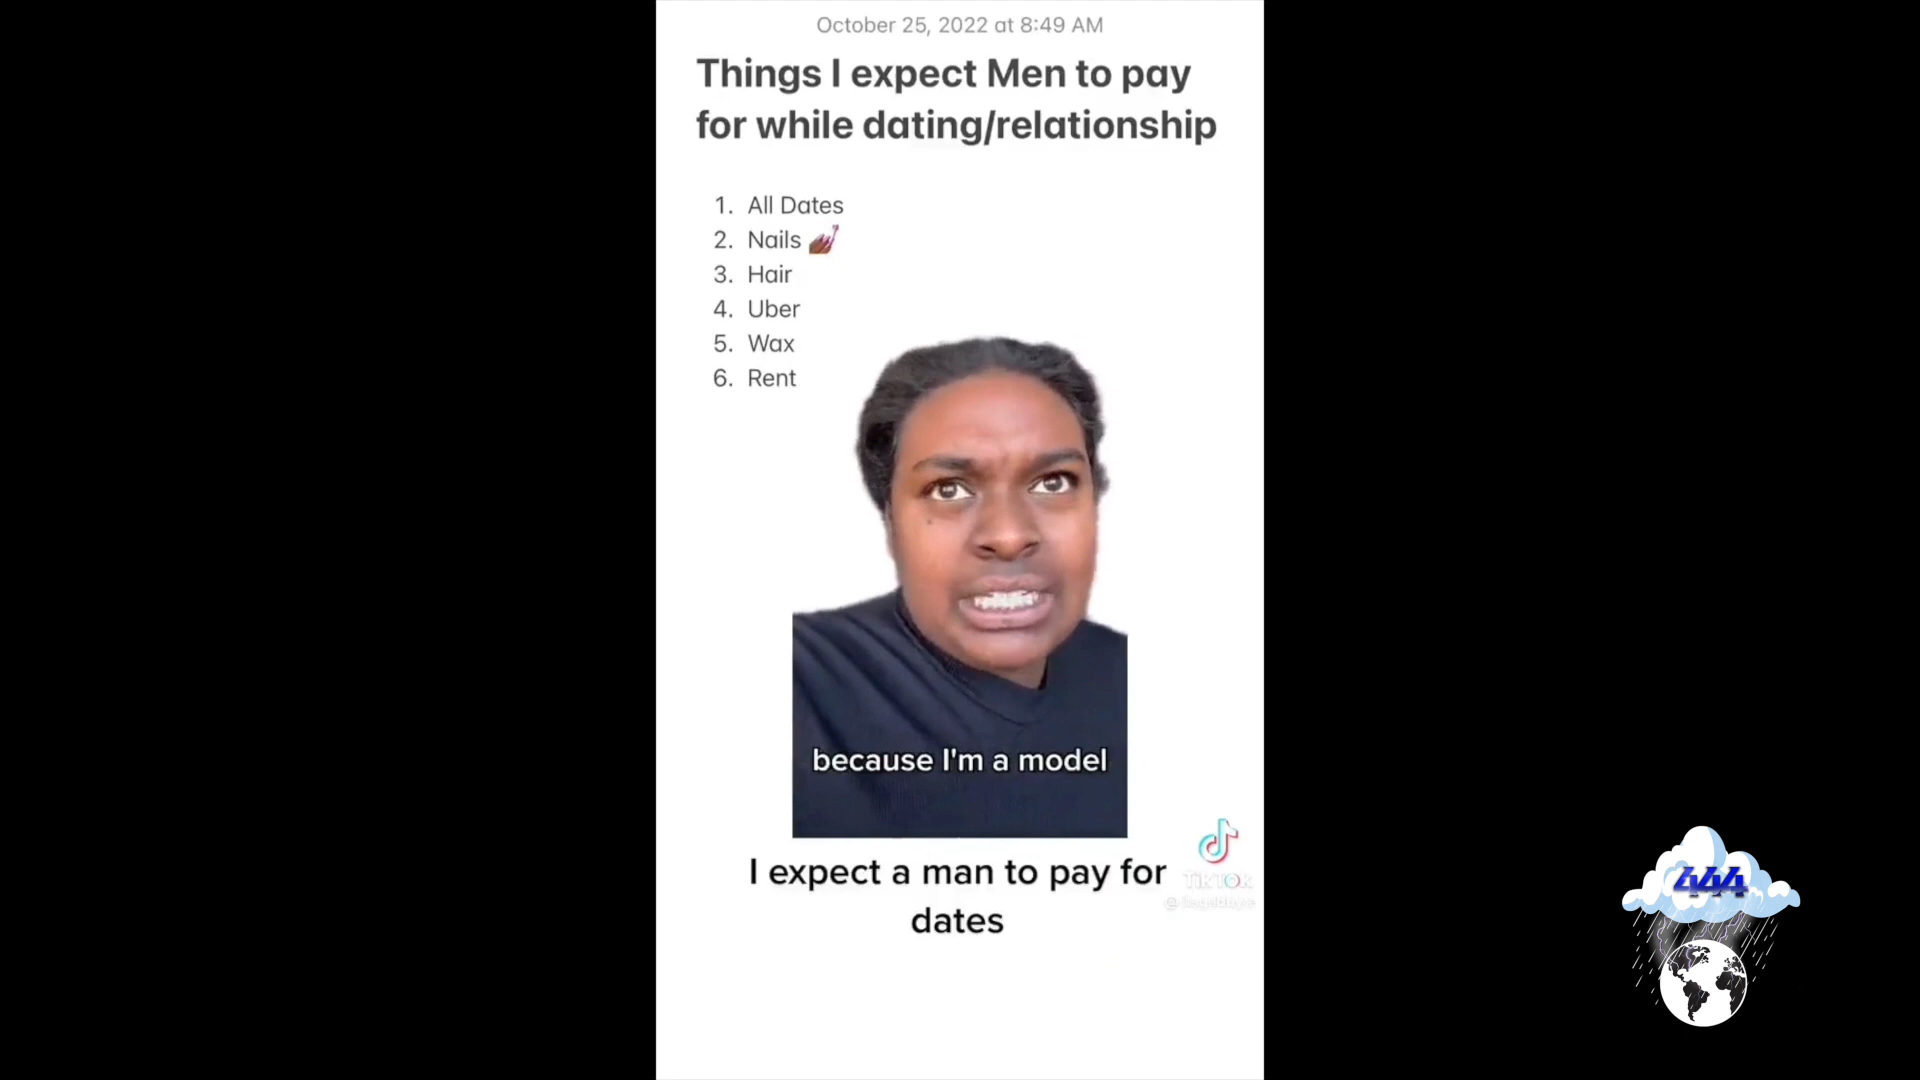 October 25, 2022 at 8:49 AM
Things I expect Men to pay
for while dating/relationship
1. All Dates
2. Nails 💅🏾
3. Hair
4. Uber
5. Wax
6. Rent
because I'm a model
I expect a man to pay for
dates
TikTok
444